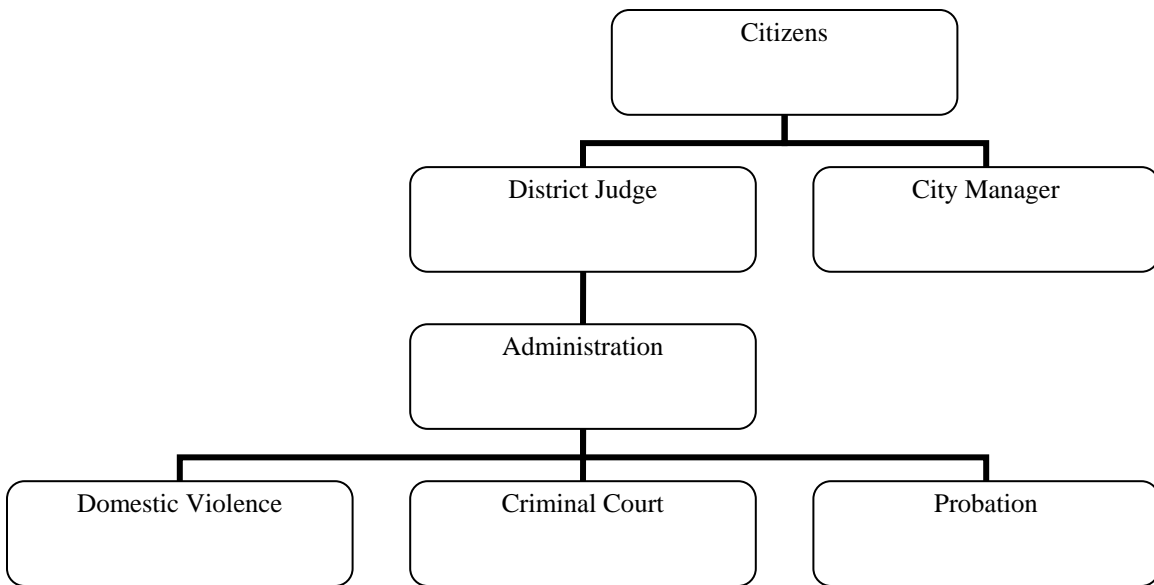 Citizens
District Judge
City Manager
Administration
Domestic Violence
Criminal Court
Probation